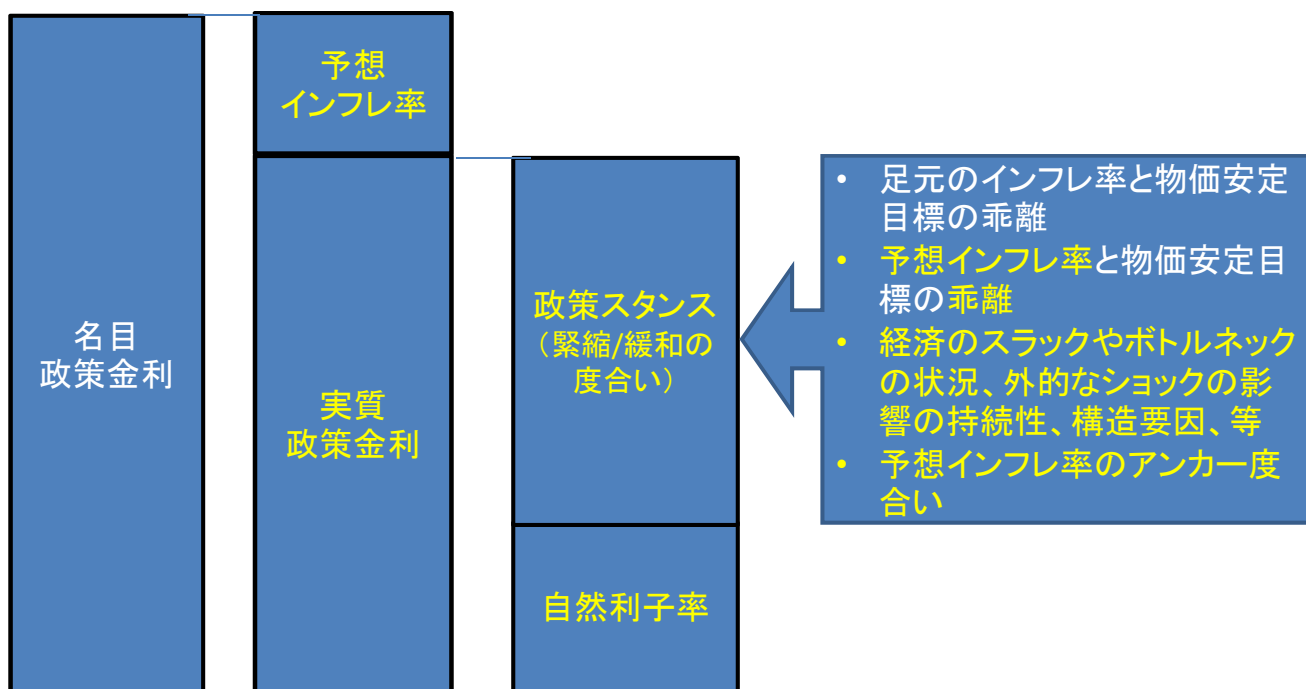 名目
政策金利
予想
インフレ率
実質
政策金利
政策スタンス
(緊縮/緩和の
度合い)
自然利子率
• 足元のインフレ率と物価安定
目標の乖離
• 予想インフレ率と物価安定目
標の乖離
• 経済のスラックやボトルネック
の状況、外的なショックの影
響の持続性、構造要因、等
• 予想インフレ率のアンカー度
合い